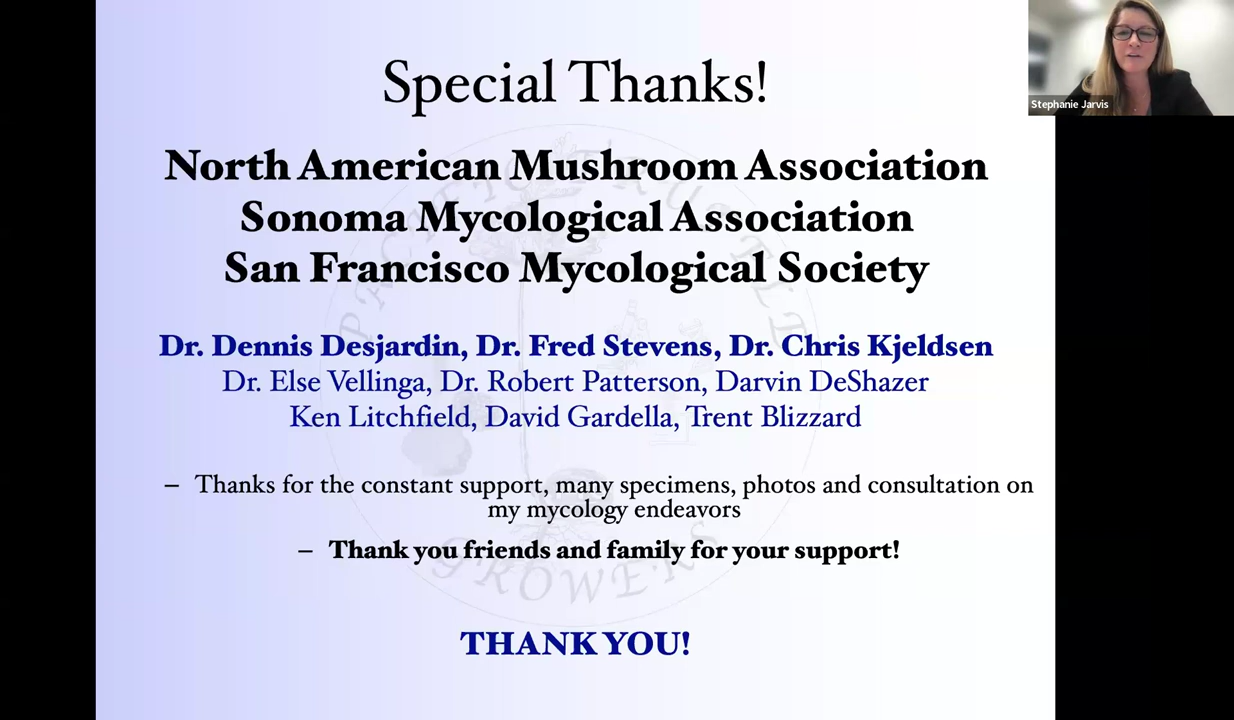 Special Thanks!
North American Mushroom Association
Sonoma Mycological Association
San Francisco Mycological Society
Dr. Dennis Desjardin, Dr. Fred Stevens, Dr. Chris Kjeldsen
Dr. Else Vellinga, Dr. Robert Patterson, Darvin DeShazer
Ken Litchfield, David Gardella, Trent Blizzard
– Thanks for the constant support, many specimens, photos and consultation on
my mycology endeavors
– Thank you friends and family for your support!
THANK YOU!
PACIFIC TRUFFLE
GROWERS
Stephanie Jarvis